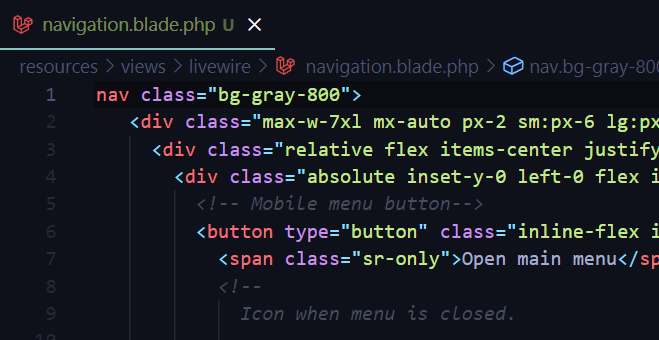 navigation.blade.php U
resources > views > livewire > navigation.blade.php > nav.bg-gray-800
1 nav class="bg-gray-800">
2 <div class="max-w-7xl mx-auto px-2 sm:px-6 lg:px
3 <div class="relative flex items-center justify
4 <div class="absolute inset-y-0 left-0 flex i
5 <!-- Mobile menu button-->
6 <button type="button" class="inline-flex i
7 <span class="sr-only">Open main menu</sp
8 <!--
9 Icon when menu is closed.
10